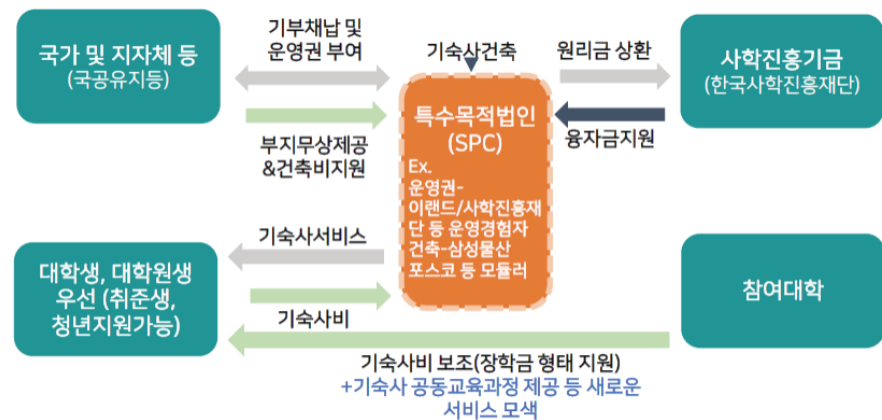 국가 및 지자체 등
(국공유지등)
기부채납 및
운영권 부여
부지무상제공
&건축비지원
기숙사건축
특수목적법인
(SPC)
Ex.
운영권-
이랜드/사학진흥재
단 등 운영경험자
건축-삼성물산
포스코 등 모듈러
원리금 상환
융자금지원
사학진흥기금
(한국사학진흥재단)
대학생, 대학원생
우선 (취준생,
청년지원가능)
기숙사서비스
기숙사비
참여대학
기숙사비 보조(장학금 형태 지원)
+기숙사 공동교육과정 제공 등 새로운
서비스 모색